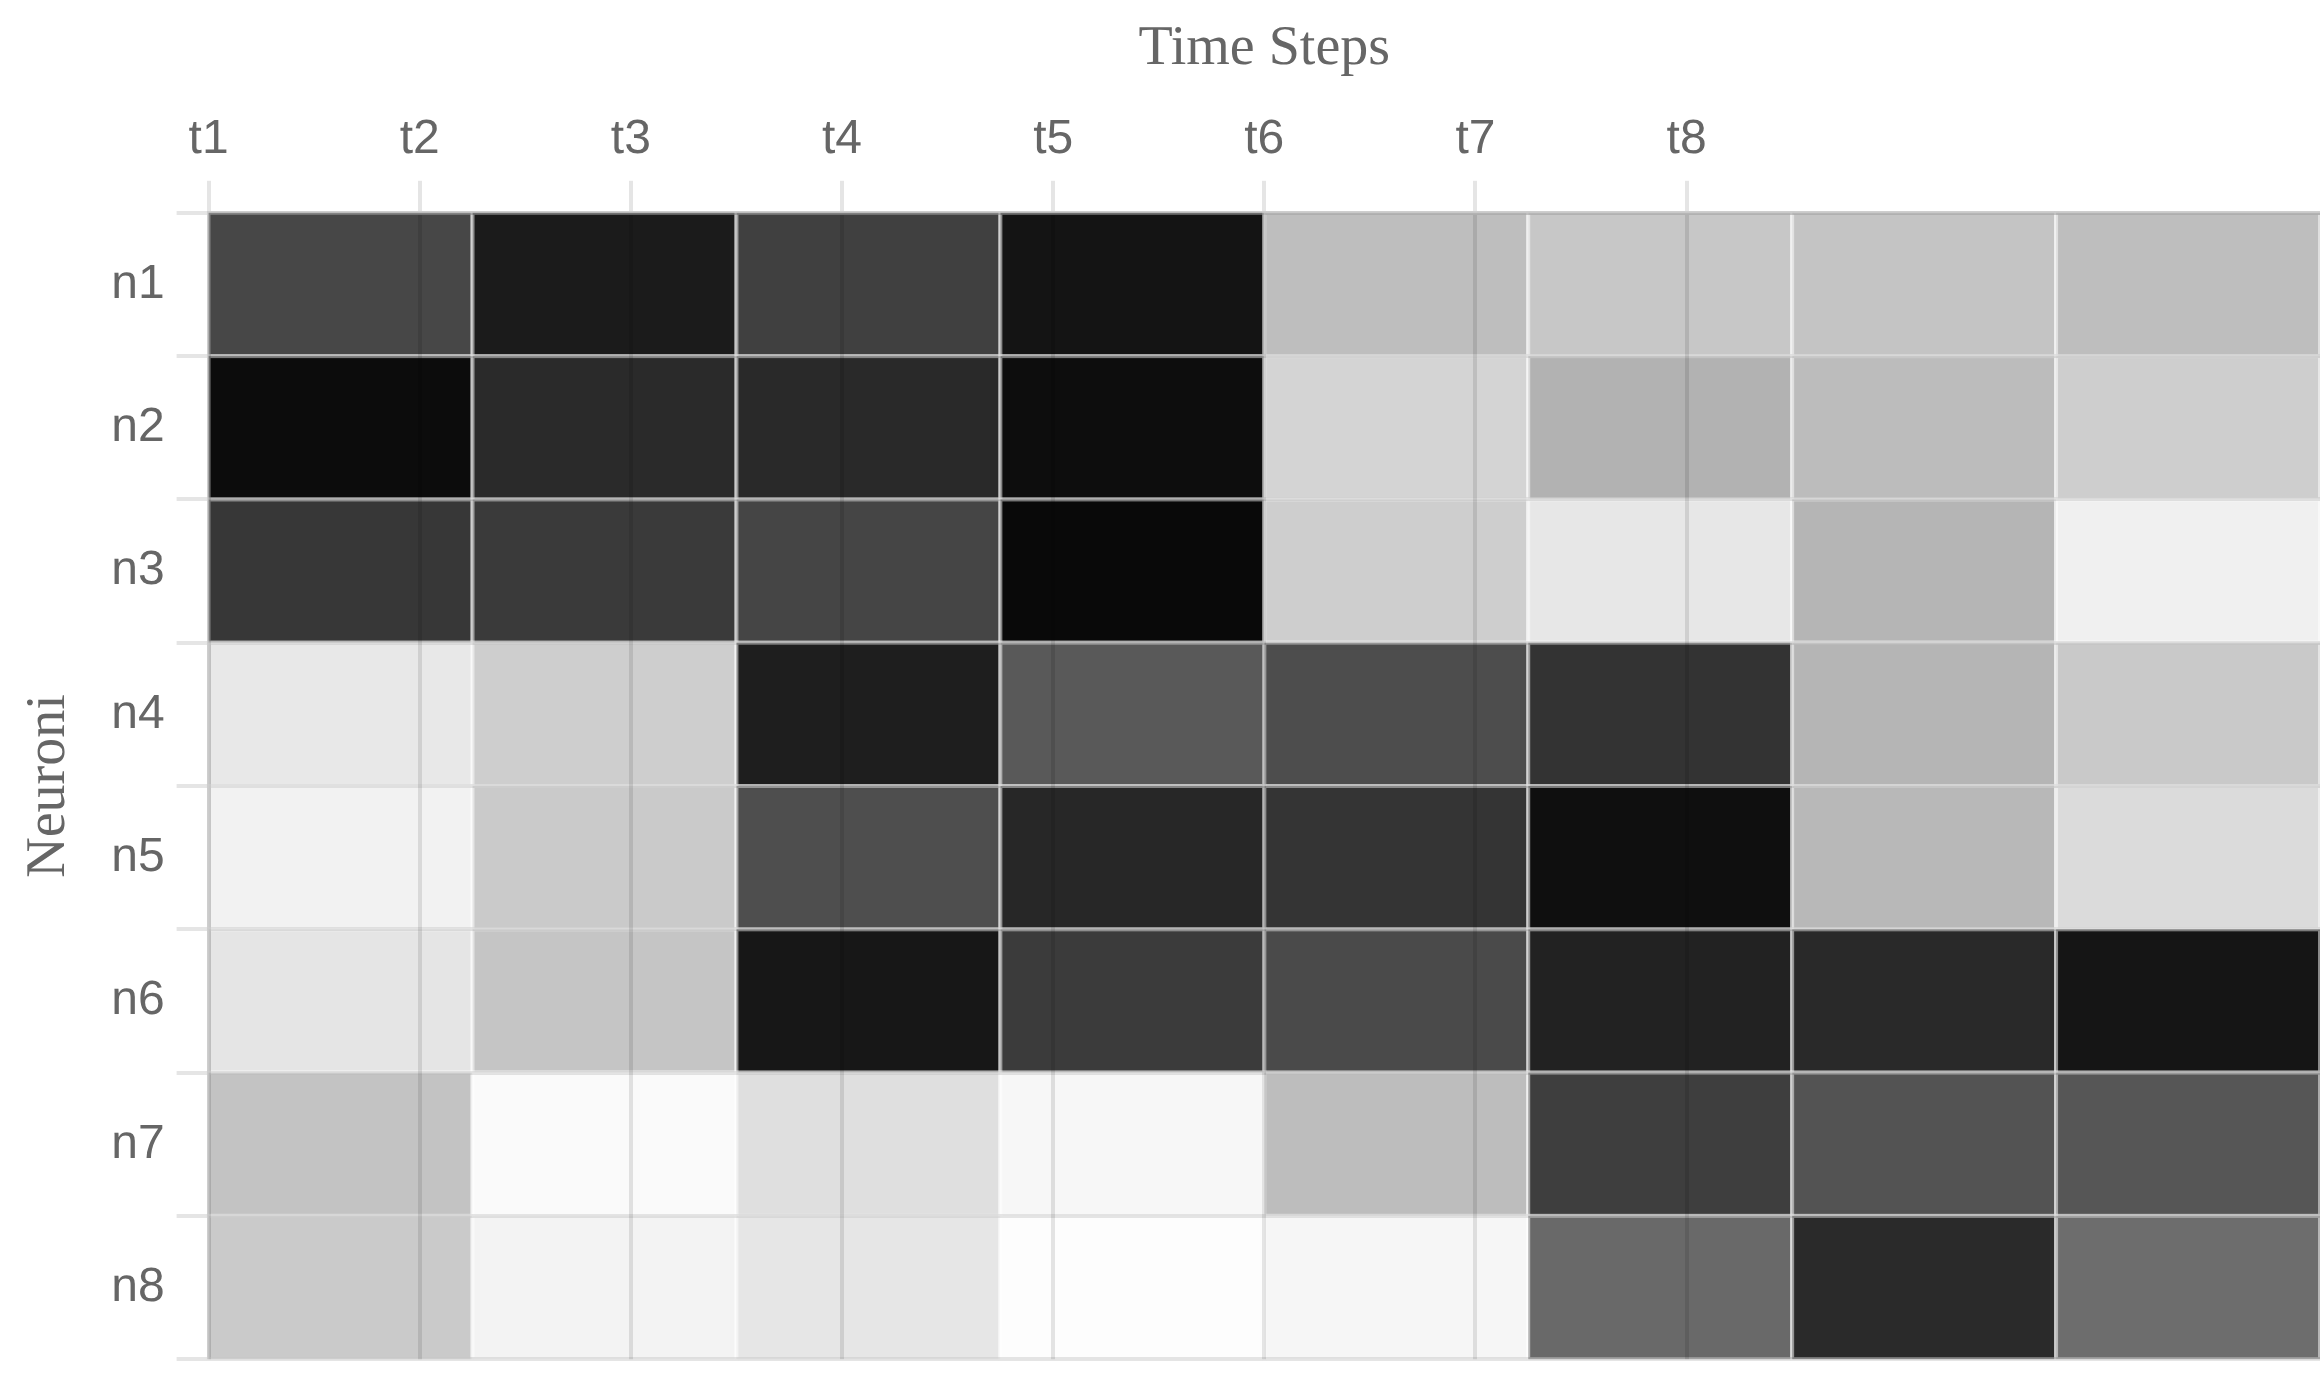 Time Steps
t1 t2 t3 t4 t5 t6 t7 t8
Neuroni
n1
n2
n3
n4
n5
n6
n7
n8